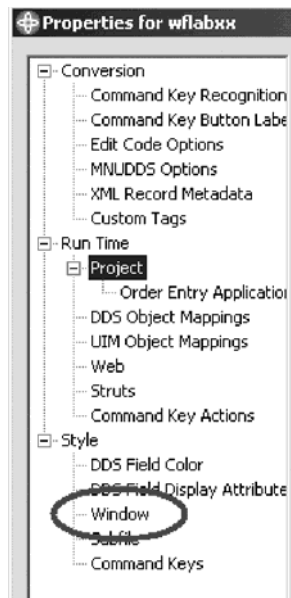 Properties for wflabxx
Conversion
Command Key Recognition
Command Key Button Labe
Edit Code Options
MNUDDS Options
XML Record Metadata
Custom Tags
Run Time
Project
Order Entry Application
DDS Object Mappings
UIM Object Mappings
Web
Struts
Command Key Actions
Style
DDS Field Color
DDS Field Display Attribute
Window
Subfile
Command Keys